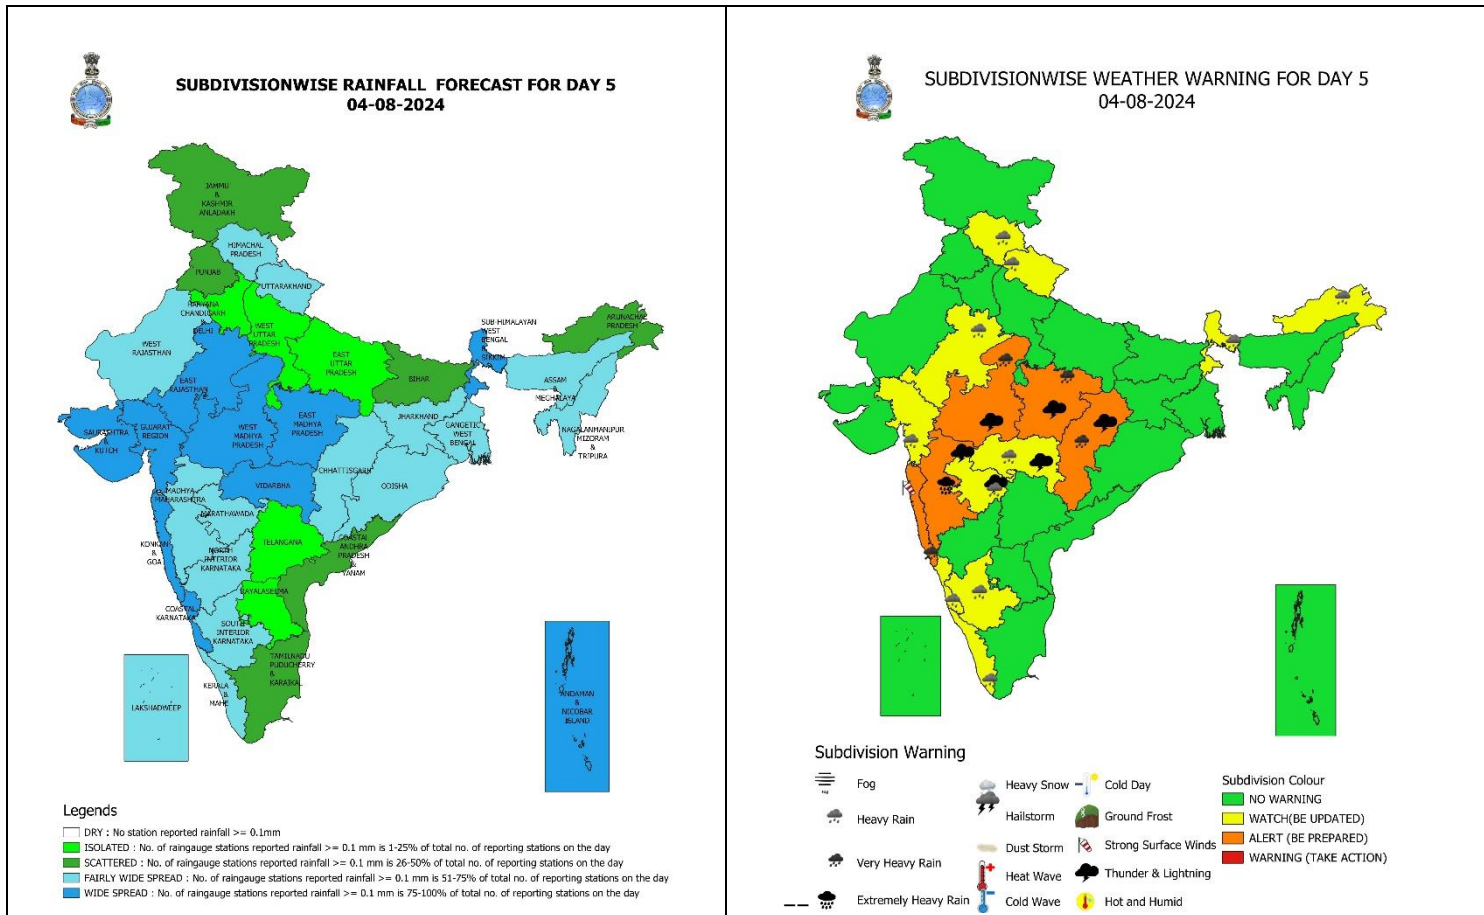 SUBDIVISIONWISE RAINFALL FORECAST FOR DAY 5
04-08-2024
JAMMU
&
KASHMIR
ANLADAKH
HIMACHAL
PRADESH
PUNJAB
UTTARAKHAND
HARYANA
CHANDIGARH
&
DELHI
WEST
UTTAR
PRADESH
WEST
RAJASTHAN
EAST
UTTAR
PRADESH
SUB-HIMALAYAN
WEST
BENGAL
&
SIKKIM
ARUNACHAL
PRADESH
EAST
RAJASTHAN
BIHAR
ASSAM
&
MEGHALAYA
NAGALANMANIPUR
MIZORAM
&
TRIPURA
JHARKHAND
GANGETIC
WEST
BENGAL
SAURASHTRA
&
KUTCH
GUJARAT
REGION
WEST
MADHYA
PRADESH
EAST
MADHYA
PRADESH
CHHATTISGARH
ODISHA
VIDARBHA
MADHYA
MAHARASHTRA
MARATHAWADA
KONKAN
&
GOA
NORTH
INTERIOR
KARNATAKA
TELANGANA
COASTAL
ANDHRA
PRADESH
&
YANAM
RAYALASEEMA
COASTAL
KARNATAKA
SOUTH
INTERIOR
KARNATAKA
TAMILNADU
PUDUCHERRY
&
KARAIKAL
KERALA
&
MAHE
LAKSHADWEEP
ANDAMAN
&
NICOBAR
ISLAND
Legends
DRY : No station reported rainfall >= 0.1mm
ISOLATED : No. of raingauge stations reported rainfall >= 0.1 mm is 1-25% of total no. of reporting stations on the day
SCATTERED : No. of raingauge stations reported rainfall >= 0.1 mm is 26-50% of total no. of reporting stations on the day
FAIRLY WIDE SPREAD : No. of raingauge stations reported rainfall >= 0.1 mm is 51-75% of total no. of reporting stations on the day
WIDE SPREAD : No. of raingauge stations reported rainfall >= 0.1 mm is 75-100% of total no. of reporting stations on the day
SUBDIVISIONWISE WEATHER WARNING FOR DAY 5
04-08-2024
Subdivision Warning
Fog
Heavy Rain
Very Heavy Rain
Extremely Heavy Rain
Heavy Snow
Hailstorm
Dust Storm
Heat Wave
Cold Wave
Cold Day
Ground Frost
Strong Surface Winds
Thunder & Lightning
Hot and Humid
Subdivision Colour
NO WARNING
WATCH(BE UPDATED)
ALERT (BE PREPARED)
WARNING (TAKE ACTION)